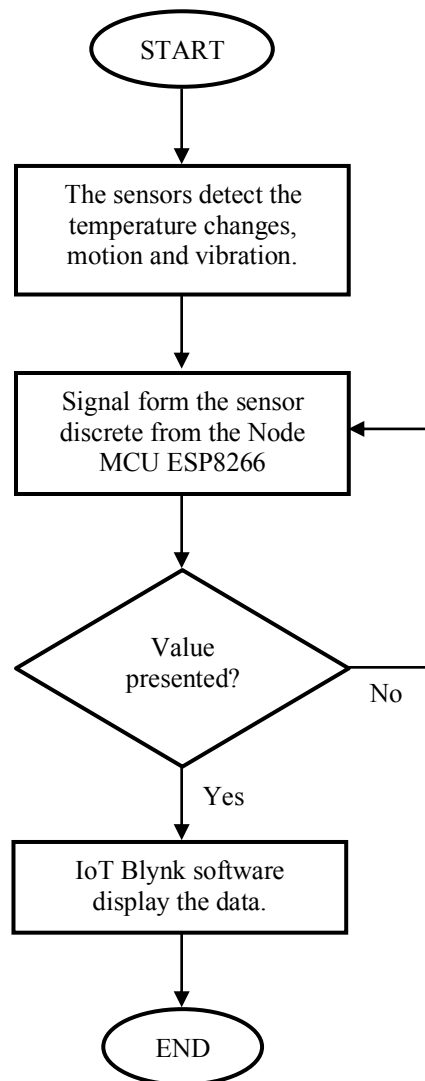 START
The sensors detect the
temperature changes,
motion and vibration.
Signal form the sensor
discrete from the Node
MCU ESP8266
Value
presented?
No
Yes
IoT Blynk software
display the data.
END